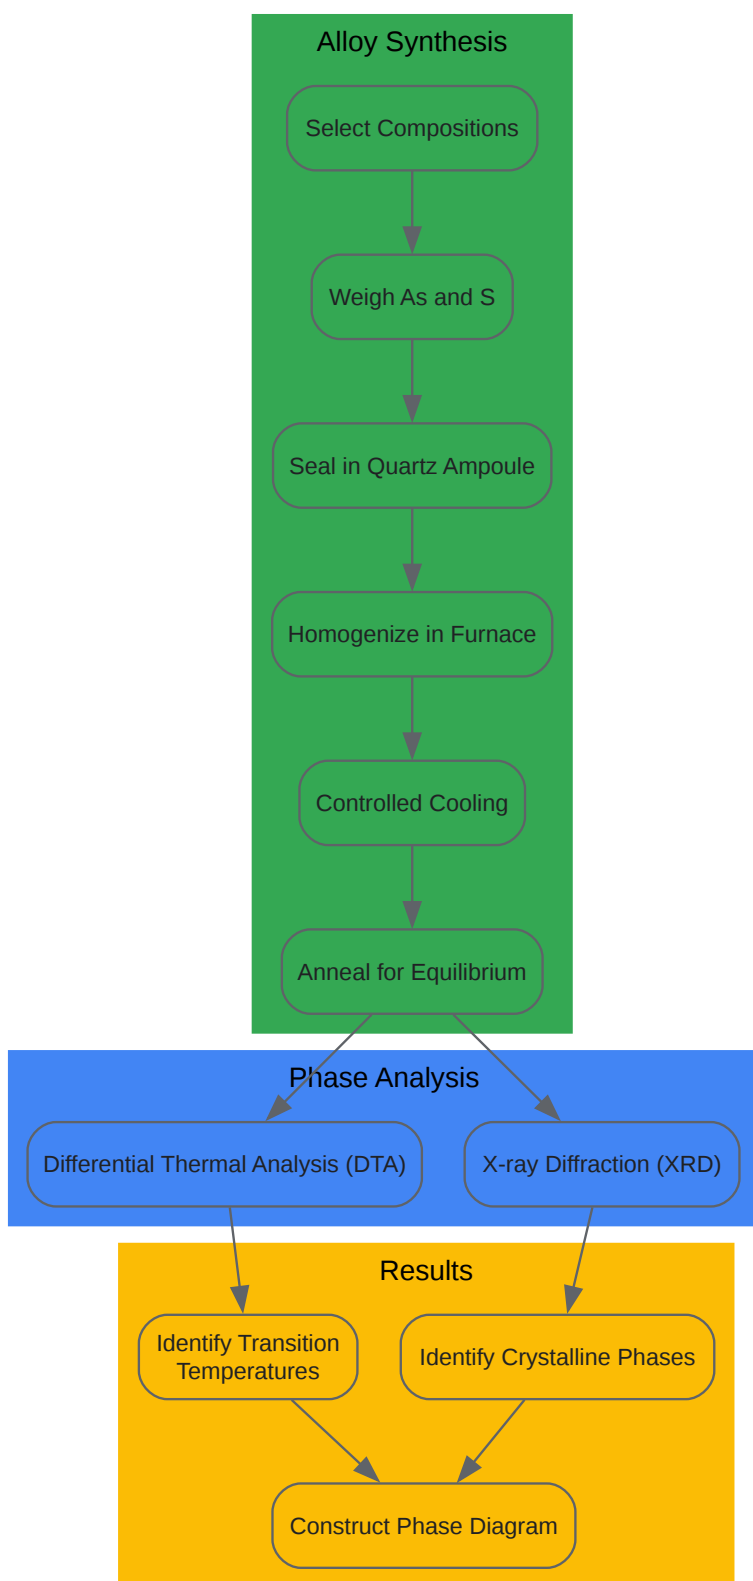 Alloy Synthesis
Select Compositions
Weigh As and S
Seal in Quartz Ampoule
Homogenize in Furnace
Controlled Cooling
Anneal for Equilibrium
Phase Analysis
Differential Thermal Analysis (DTA)
X-ray Diffraction (XRD)
Results
Identify Transition
Temperatures
Identify Crystalline Phases
Construct Phase Diagram